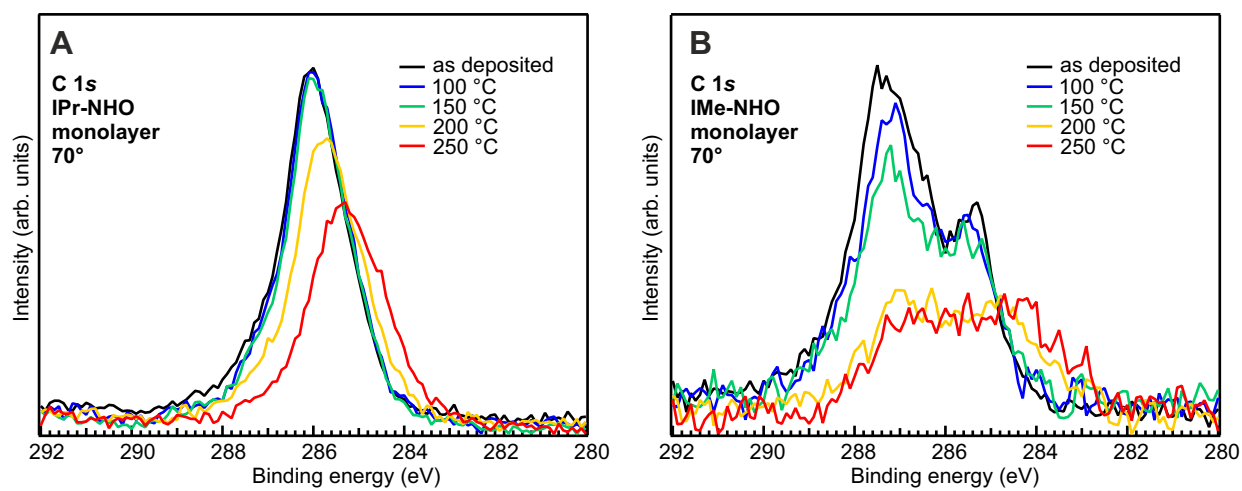 A
C 1s
IPr-NHO
monolayer
70°
as deposited
100 °C
150 °C
200 °C
250 °C
Intensity (arb. units)
292 290 288 286 284 282 280
Binding energy (eV)
B
C 1s
IMe-NHO
monolayer
70°
as deposited
100 °C
150 °C
200 °C
250 °C
Intensity (arb. units)
292 290 288 286 284 282 280
Binding energy (eV)